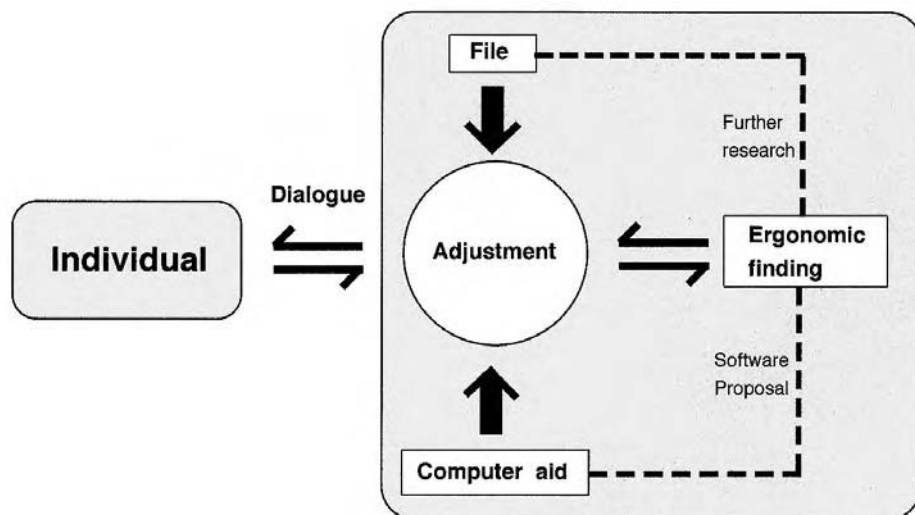 File
Further
research
Dialogue
Individual
Adjustment
Ergonomic
finding
Software
Proposal
Computer aid